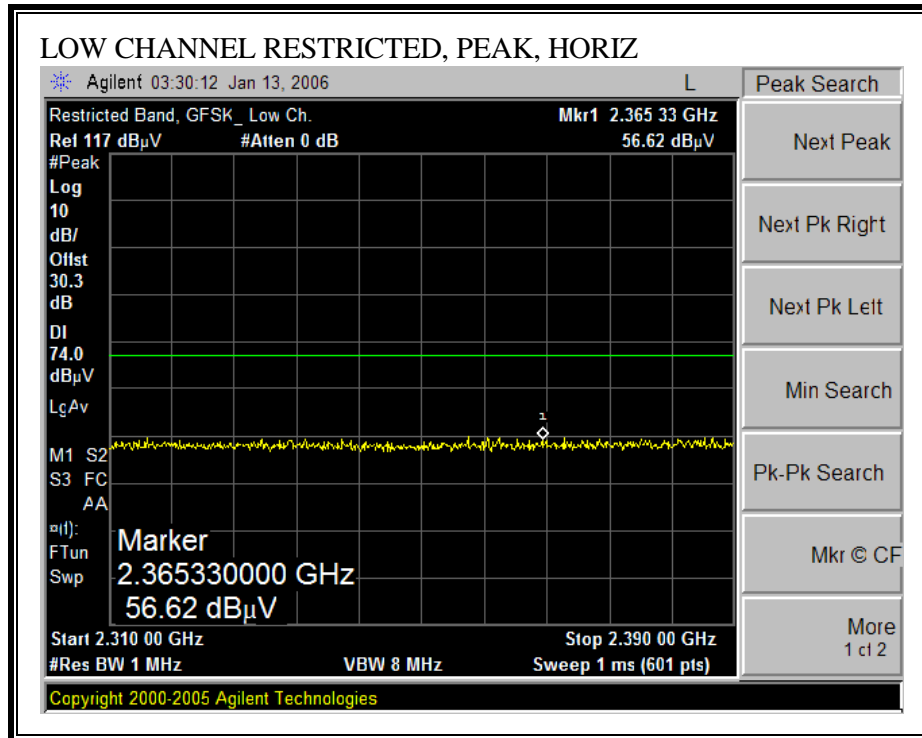 LOW CHANNEL RESTRICTED, PEAK, HORIZ
Agilent 03:30:12 Jan 13, 2006 L
Peak Search
Restricted Band, GFSK_ Low Ch. Mkr1 2.365 33 GHz
Ref 117 dBµV #Atten 0 dB 56.62 dBµV
#Peak
Log
10
dB/
Offst
30.3
dB
DI
74.0
dBµV
LgAv
M1 S2
S3 FC
AA
¤(f):
FTun
Swp
1
Marker
2.365330000 GHz
56.62 dBµV
Start 2.310 00 GHz Stop 2.390 00 GHz
#Res BW 1 MHz VBW 8 MHz Sweep 1 ms (601 pts)
Copyright 2000-2005 Agilent Technologies
Next Peak
Next Pk Right
Next Pk Left
Min Search
Pk-Pk Search
Mkr © CF
More
1 of 2